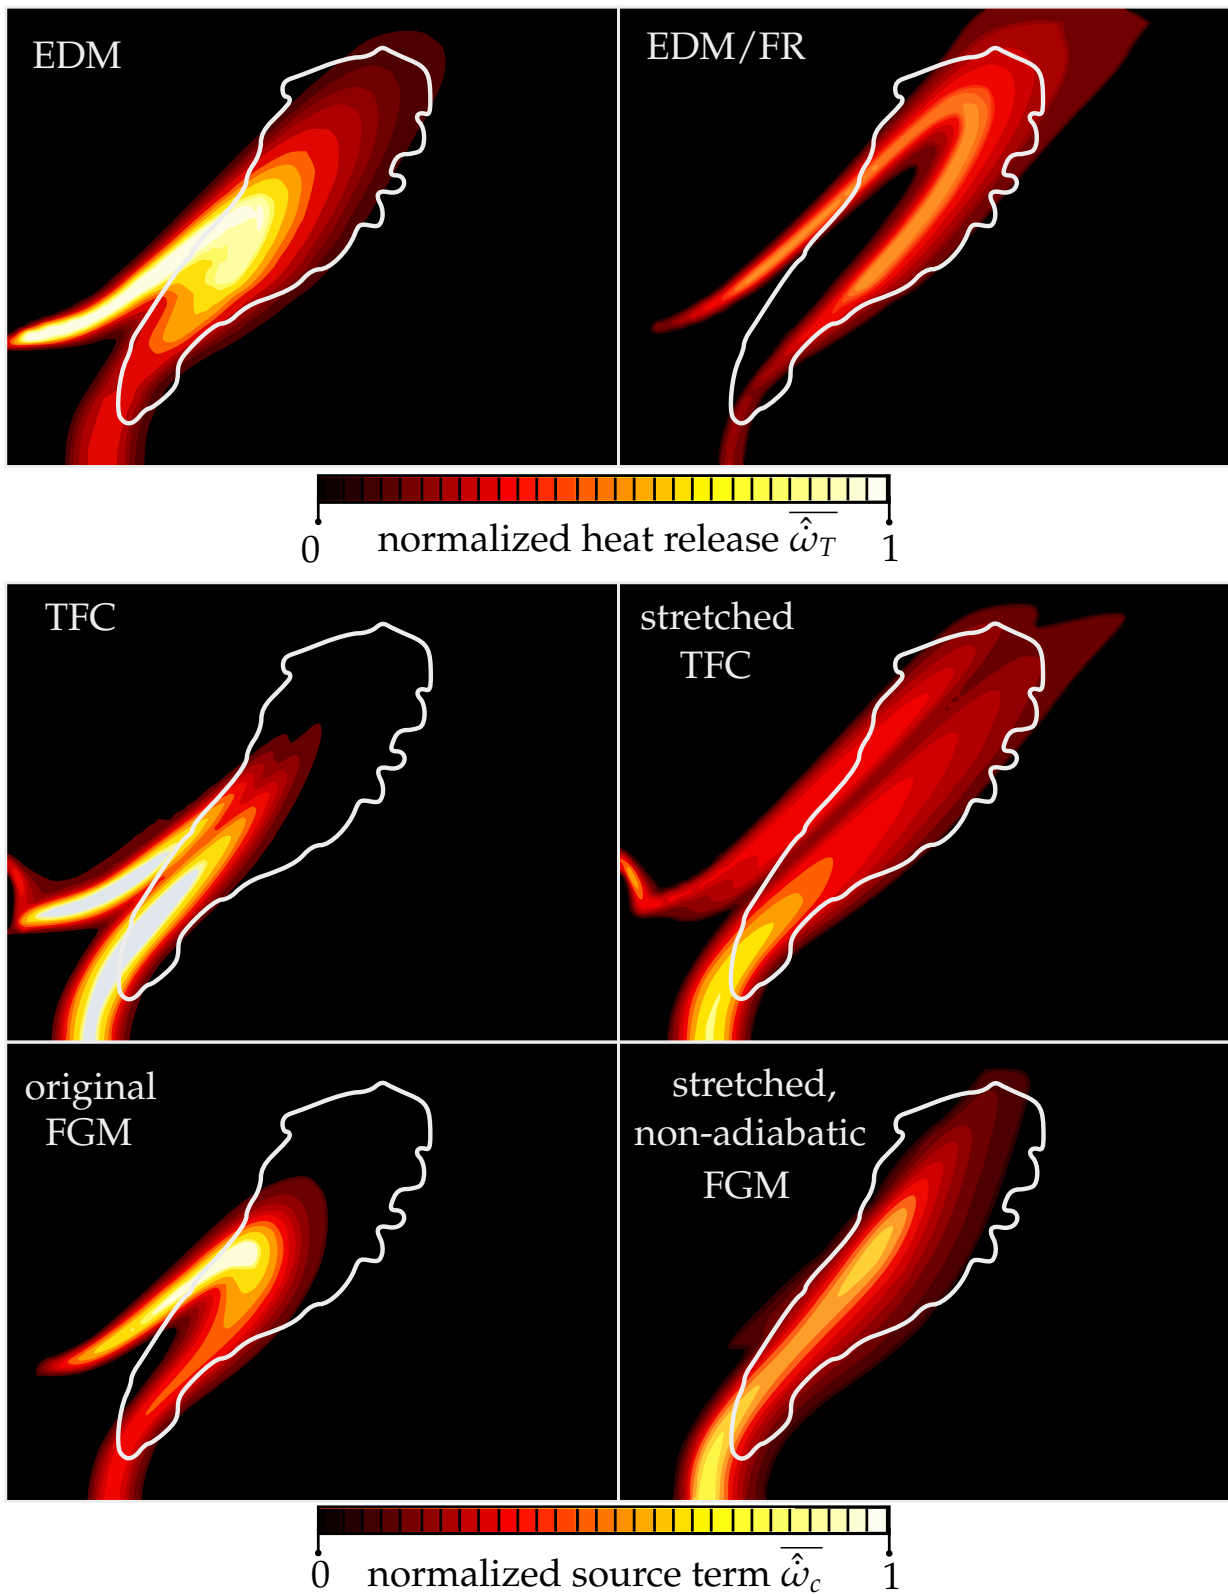 EDM
EDM/FR
0 normalized heat release $\overline{\hat{\dot{\omega}}_T}$ 1
TFC
stretched
TFC
original
FGM
stretched,
non-adiabatic
FGM
0 normalized source term $\overline{\hat{\dot{\omega}}_c}$ 1